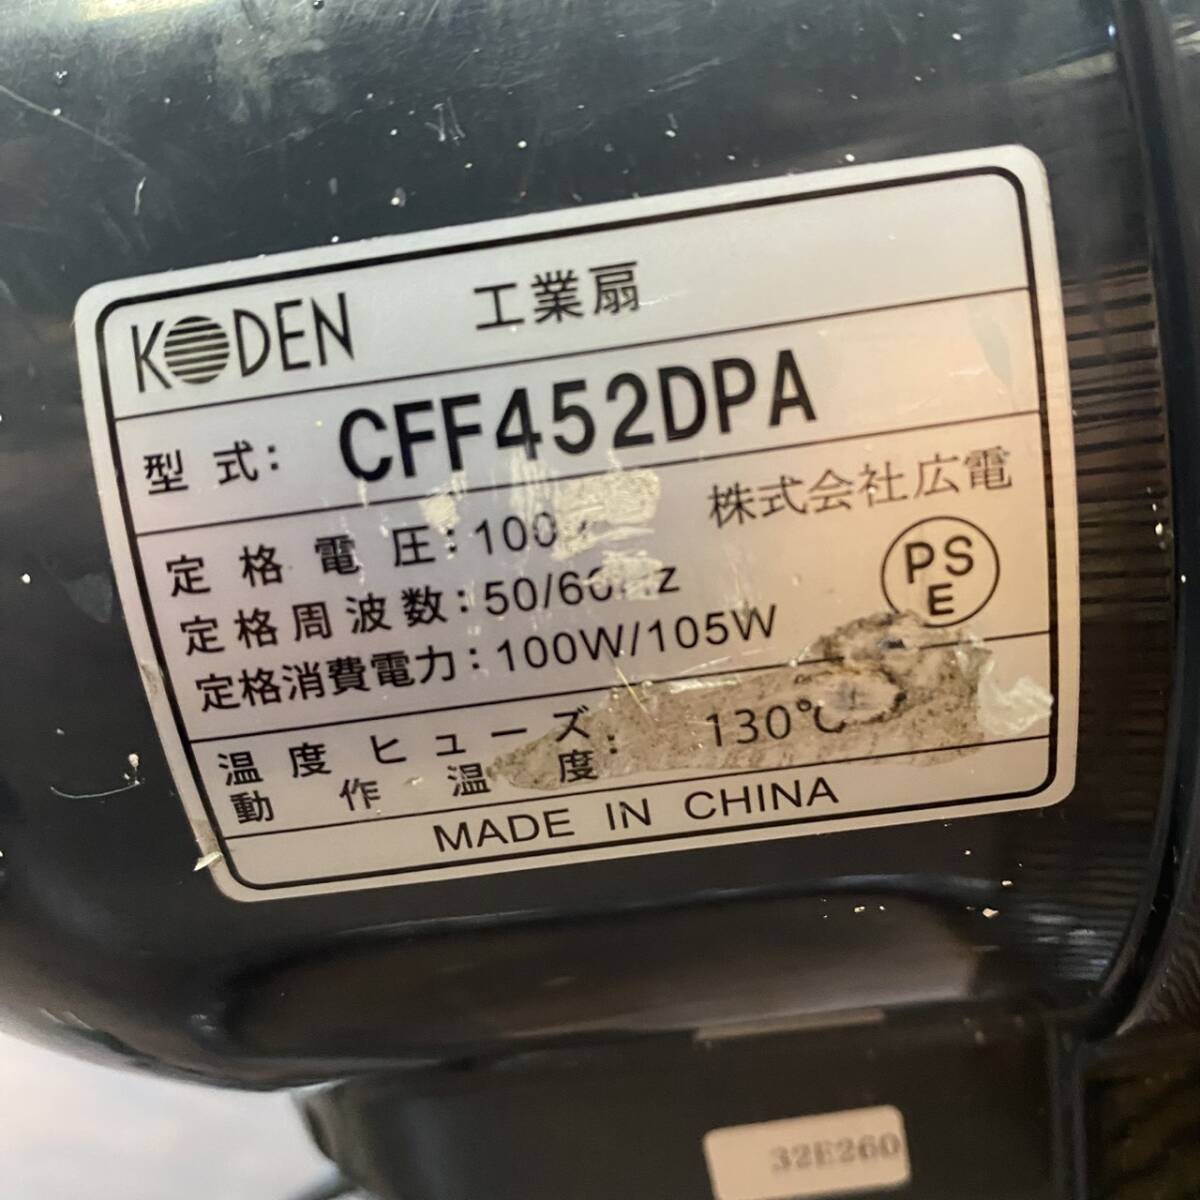 KODEN 工業扇
型式: CFF452DPA
株式会社広電
定格電圧: 100
定格周波数: 50/60Hz
定格消費電力: 100W/105W
PSE
温度ヒューズ
動作温度: 130℃
MADE IN CHINA
32E260